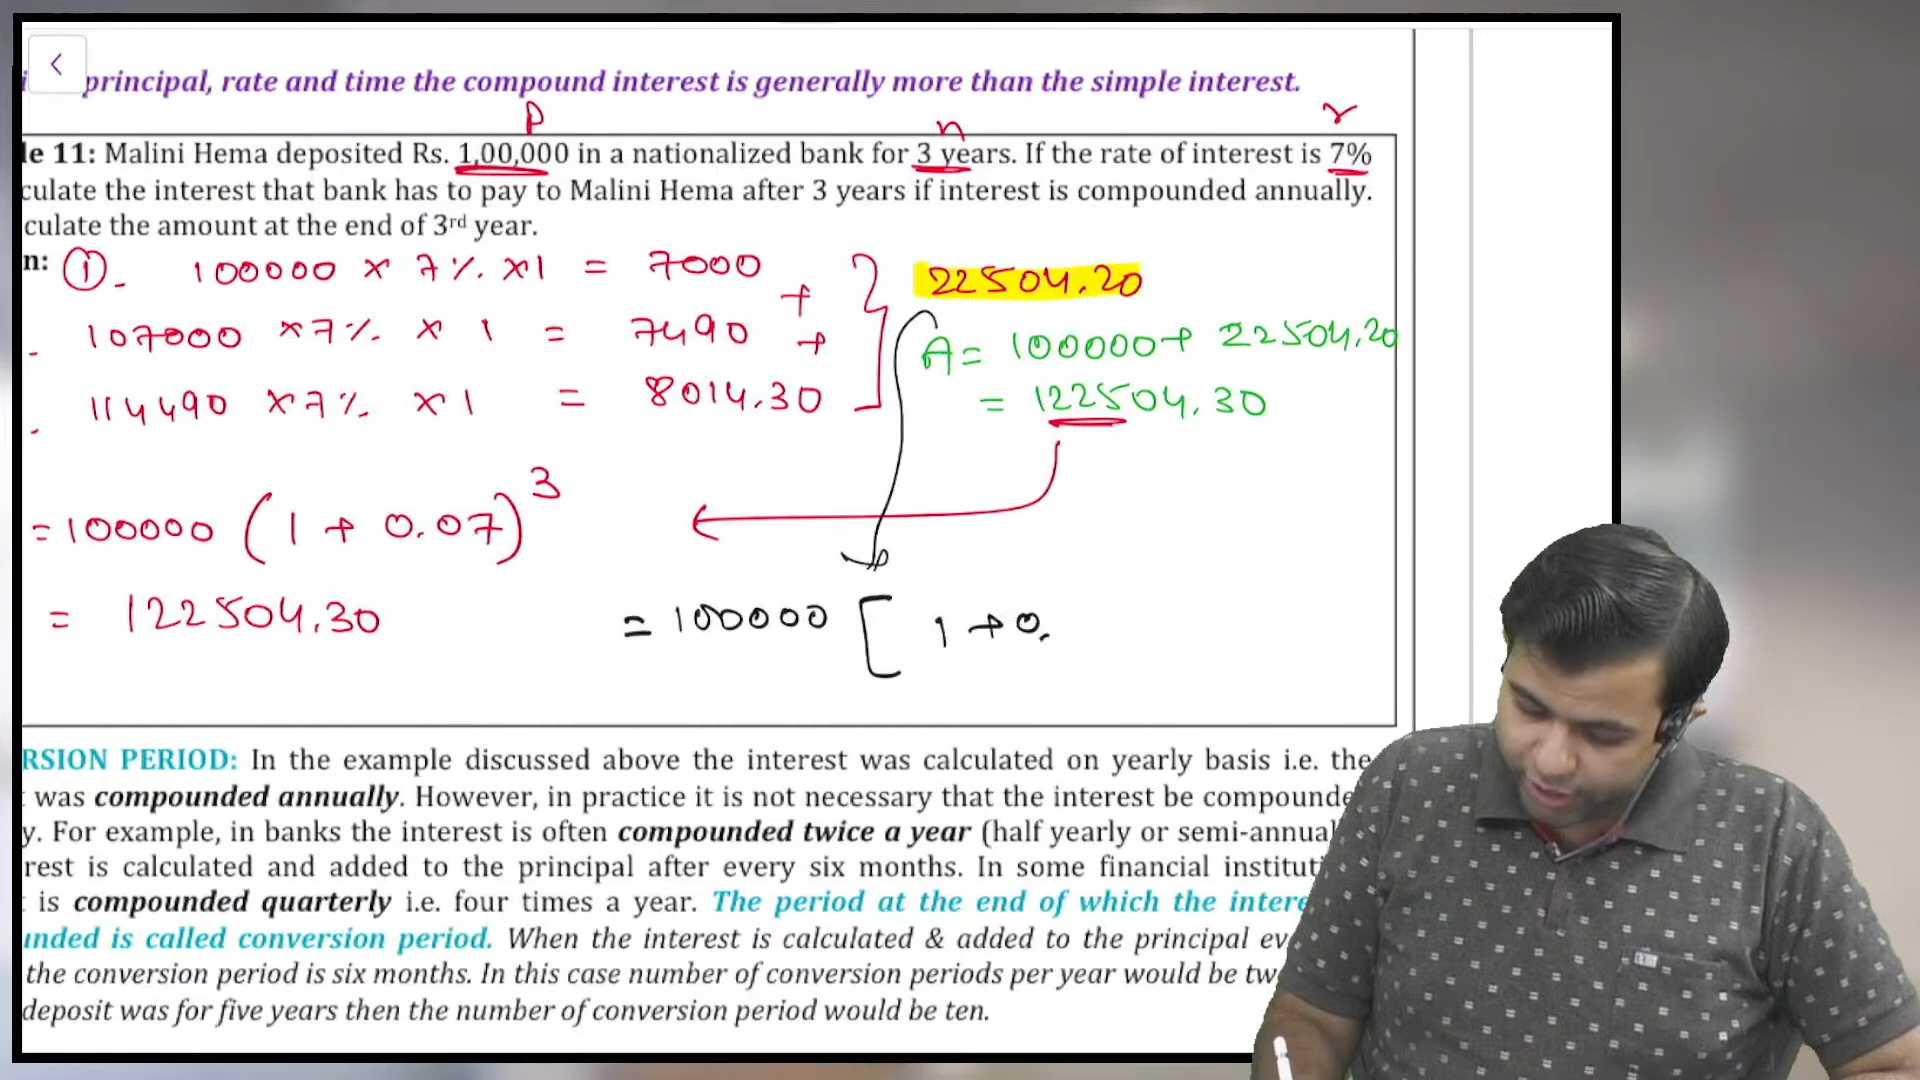 principal, rate and time the compound interest is generally more than the simple interest.
P n r
le 11: Malini Hema deposited Rs. 1,00,000 in a nationalized bank for 3 years. If the rate of interest is 7%
culate the interest that bank has to pay to Malini Hema after 3 years if interest is compounded annually.
culate the amount at the end of 3rd year.
n: ①. 100000 × 7%. ×1 = 7000 +
22504.20
. 107000 ×7%. × 1 = 7490 +
A= 100000+ 22504.20
. 114490 ×7%. ×1 = 8014.30
= 122504.30
=100000 (1 + 0.07)³
= 122504.30
= 100000 [ 1 + 0.
RSION PERIOD: In the example discussed above the interest was calculated on yearly basis i.e. the
was compounded annually. However, in practice it is not necessary that the interest be compounde
y. For example, in banks the interest is often compounded twice a year (half yearly or semi-annual
rest is calculated and added to the principal after every six months. In some financial instituti
is compounded quarterly i.e. four times a year. The period at the end of which the intere
unded is called conversion period. When the interest is calculated & added to the principal ev
the conversion period is six months. In this case number of conversion periods per year would be tw
deposit was for five years then the number of conversion period would be ten.